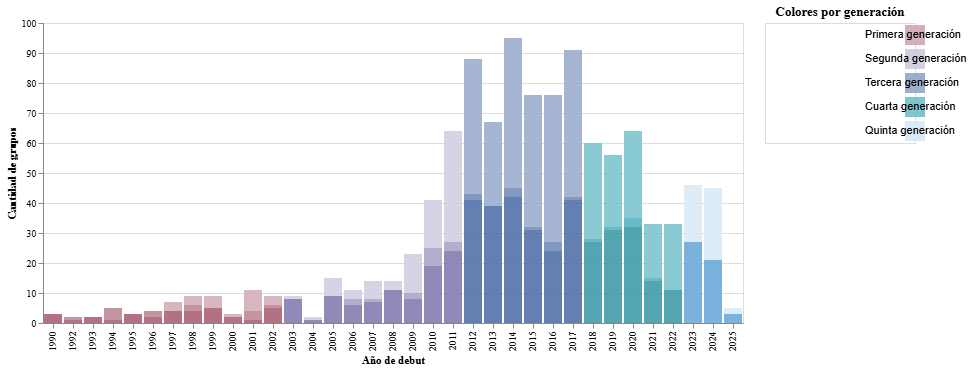 Colores por generación
Primera generación
Segunda generación
Tercera generación
Cuarta generación
Quinta generación
Cantidad de grupos
100
90
80
70
60
50
40
30
20
10
0
1990 1992 1993 1994 1995 1996 1997 1998 1999 2000 2001 2002 2003 2004 2005 2006 2007 2008 2009 2010 2011 2012 2013 2014 2015 2016 2017 2018 2019 2020 2021 2022 2023 2024 2025
Año de debut